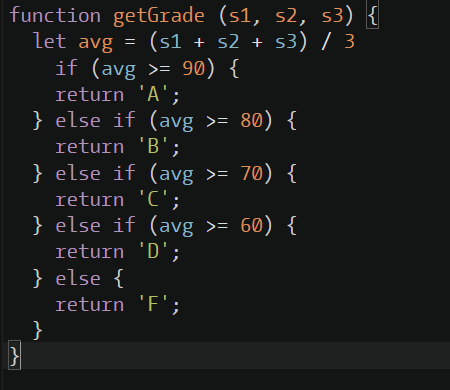 function getGrade (s1, s2, s3) {
  let avg = (s1 + s2 + s3) / 3
    if (avg >= 90) {
    return 'A';
  } else if (avg >= 80) {
    return 'B';
  } else if (avg >= 70) {
    return 'C';
  } else if (avg >= 60) {
    return 'D';
  } else {
    return 'F';
  }
}